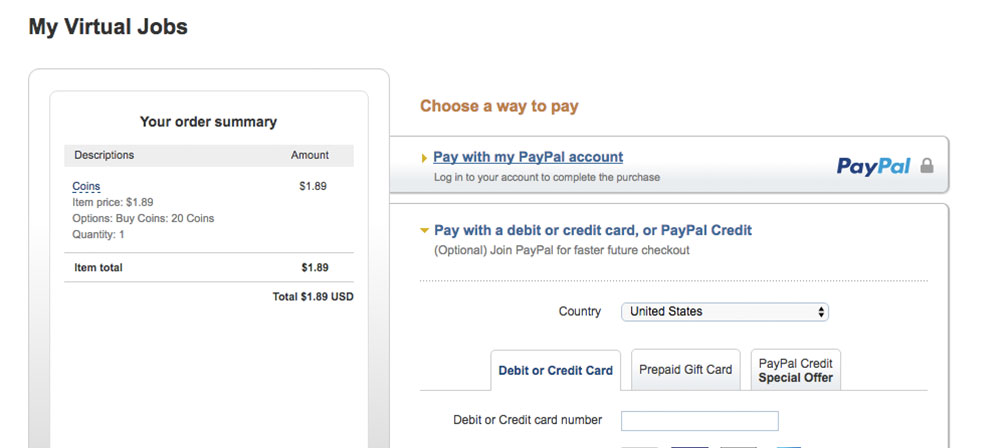 My Virtual Jobs
Your order summary
Descriptions Amount
Coins $1.89
Item price: $1.89
Options: Buy Coins: 20 Coins
Quantity: 1
Item total $1.89
Total $1.89 USD
Choose a way to pay
Pay with my PayPal account
Log in to your account to complete the purchase
PayPal
Pay with a debit or credit card, or PayPal Credit
(Optional) Join PayPal for faster future checkout
Country United States
Debit or Credit Card
Prepaid Gift Card
PayPal Credit
Special Offer
Debit or Credit card number